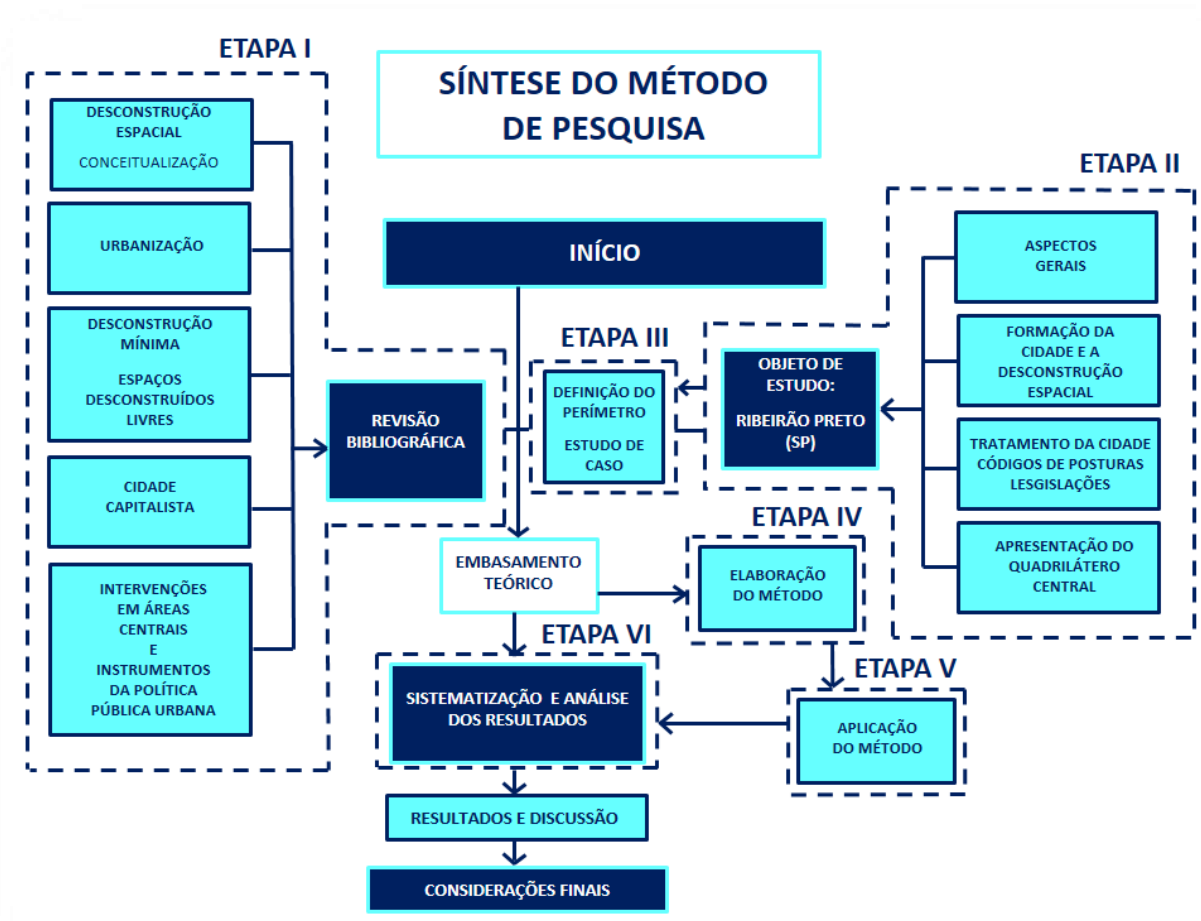 SÍNTESE DO MÉTODO
DE PESQUISA
ETAPA I
DESCONSTRUÇÃO
ESPACIAL
CONCEITUALIZAÇÃO
URBANIZAÇÃO
DESCONSTRUÇÃO
MÍNIMA
ESPAÇOS
DESCONSTRUÍDOS
LIVRES
CIDADE
CAPITALISTA
INTERVENÇÕES
EM ÁREAS
CENTRAIS
E
INSTRUMENTOS
DA POLÍTICA
PÚBLICA URBANA
REVISÃO
BIBLIOGRÁFICA
INÍCIO
ETAPA II
ASPECTOS
GERAIS
FORMAÇÃO DA
CIDADE E A
DESCONSTRUÇÃO
ESPACIAL
TRATAMENTO DA CIDADE
CÓDIGOS DE POSTURAS
LESGISLAÇÕES
APRESENTAÇÃO DO
QUADRILÁTERO
CENTRAL
OBJETO DE
ESTUDO:
RIBEIRÃO PRETO
(SP)
ETAPA III
DEFINIÇÃO DO
PERÍMETRO
ESTUDO DE
CASO
EMBASAMENTO
TEÓRICO
ETAPA IV
ELABORAÇÃO
DO MÉTODO
ETAPA V
APLICAÇÃO
DO MÉTODO
ETAPA VI
SISTEMATIZAÇÃO E ANÁLISE
DOS RESULTADOS
RESULTADOS E DISCUSSÃO
CONSIDERAÇÕES FINAIS